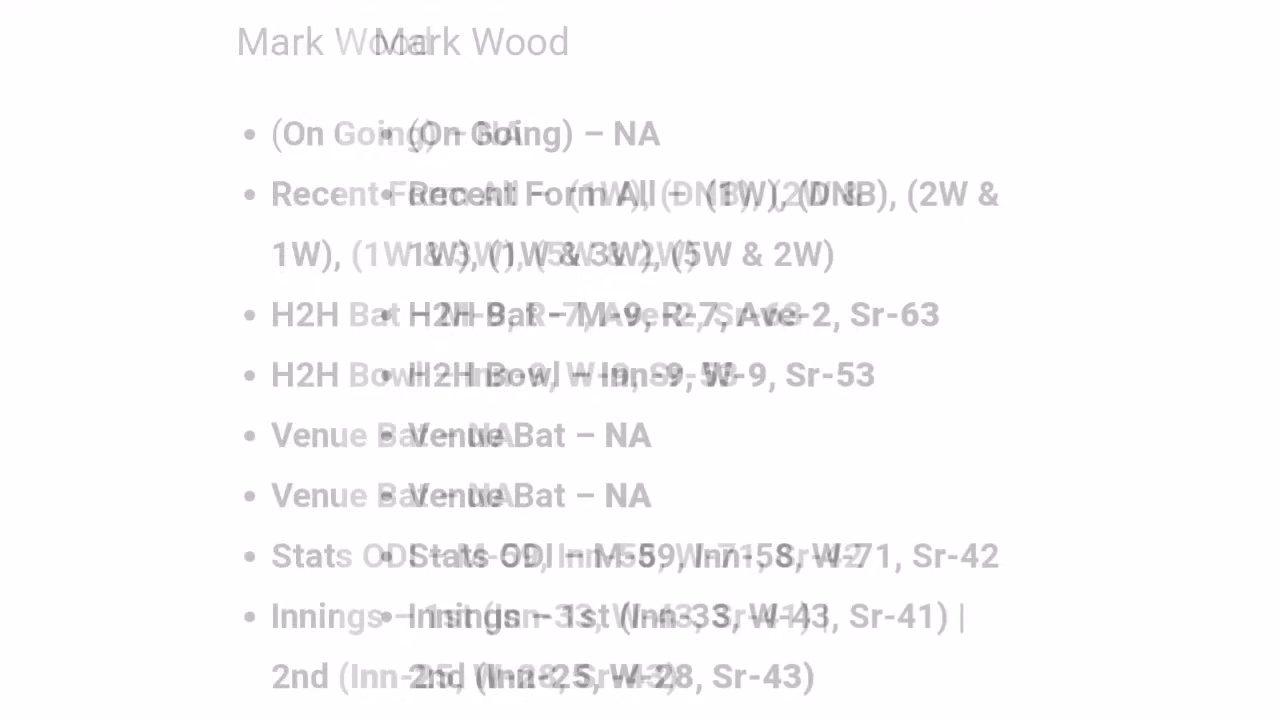 Mark Wood
• (On Going) – NA
• Recent Form All – (1W), (DNB), (2W &
1W), (1W & 3W), (5W & 2W)
• H2H Bat – M-9, R-7, Ave-2, Sr-63
• H2H Bowl – Inn-9, W-9, Sr-53
• Venue Bat – NA
• Venue Bat – NA
• Stats ODI – M-59, Inn-58, W-71, Sr-42
• Innings – 1st (Inn-33, W-43, Sr-41) |
2nd (Inn-25, W-28, Sr-43)